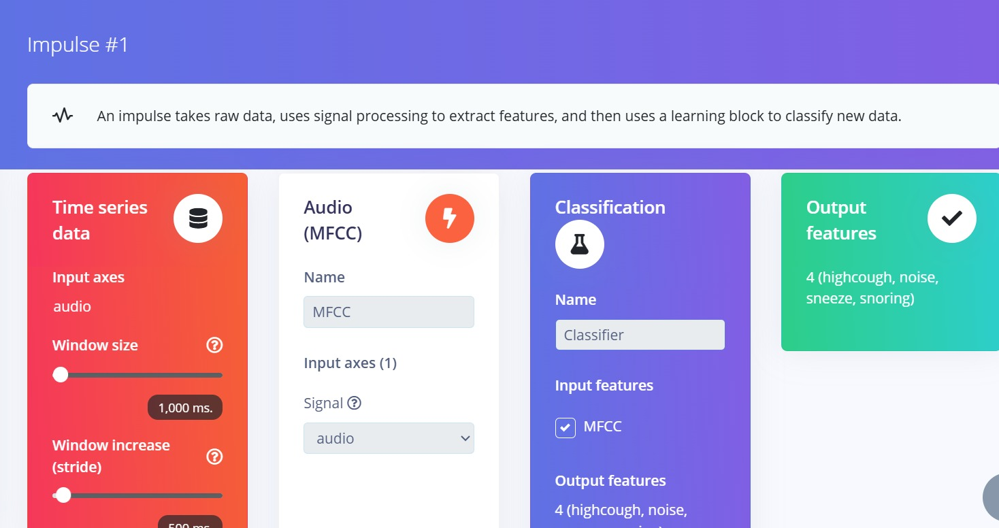 Impulse #1
An impulse takes raw data, uses signal processing to extract features, and then uses a learning block to classify new data.
Time series
data
Input axes
audio
Window size
1,000 ms.
Window increase
(stride)
500 ms.
Audio
(MFCC)
Name
MFCC
Input axes (1)
Signal
audio
Classification
Name
Classifier
Input features
MFCC
Output features
4 (highcough, noise,
Output
features
4 (highcough, noise,
sneeze, snoring)